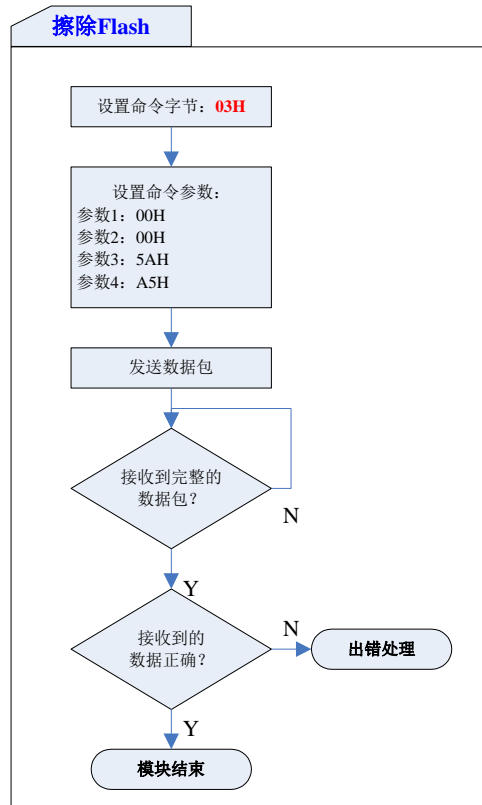 擦除Flash
设置命令字节：03H
设置命令参数：
参数1：00H
参数2：00H
参数3：5AH
参数4：A5H
发送数据包
接收到完整的
数据包？
N
Y
接收到的
数据正确？
N
出错处理
Y
模块结束